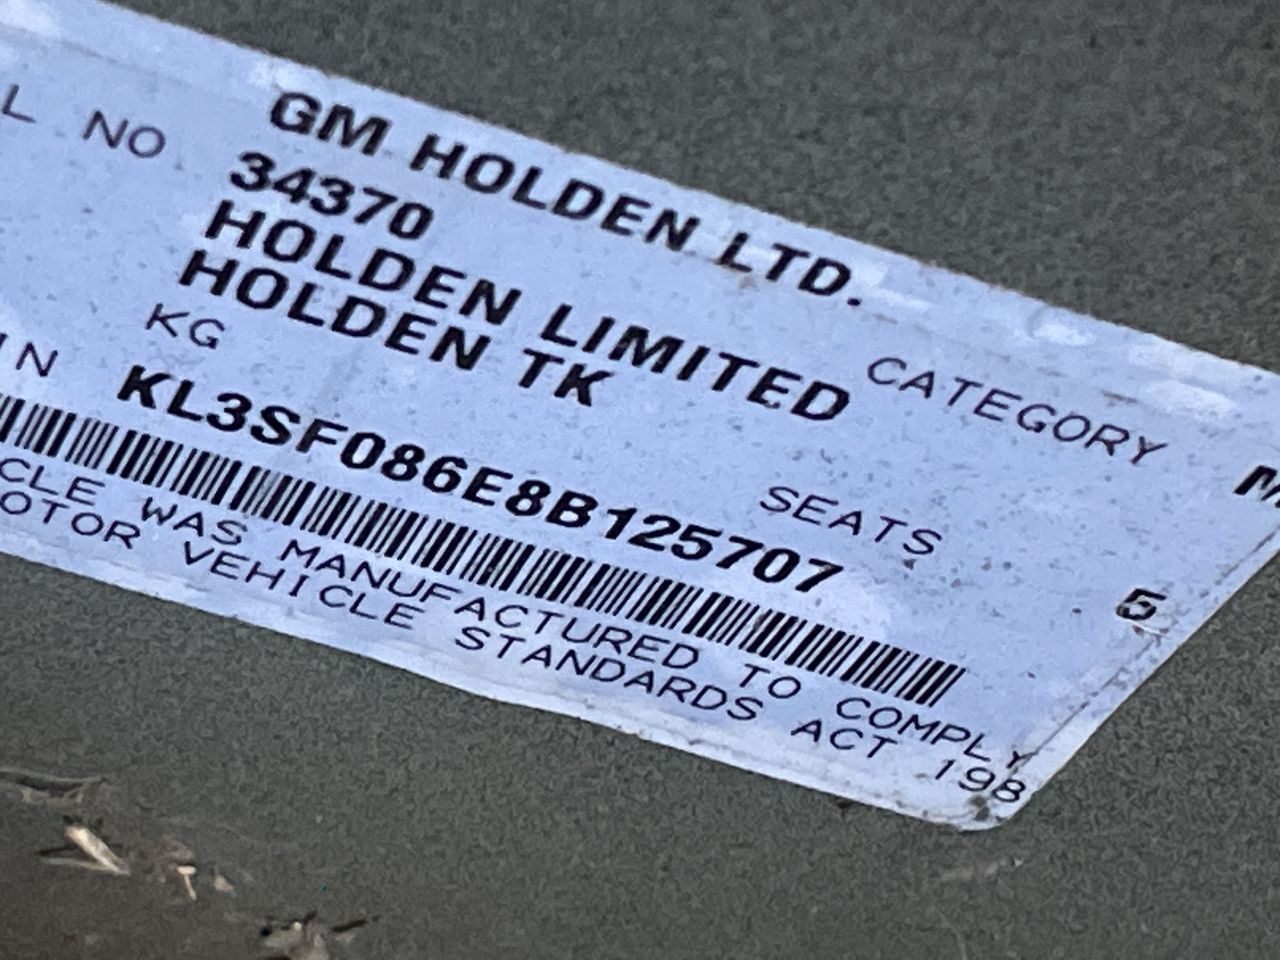 GM HOLDEN LTD.
L NO 34370
HOLDEN LIMITED CATEGORY
HOLDEN TK
KG SEATS 5
IN KL3SF086E8B125707
CLE WAS MANUFACTURED TO COMPLY
OTOR VEHICLE STANDARDS ACT 198